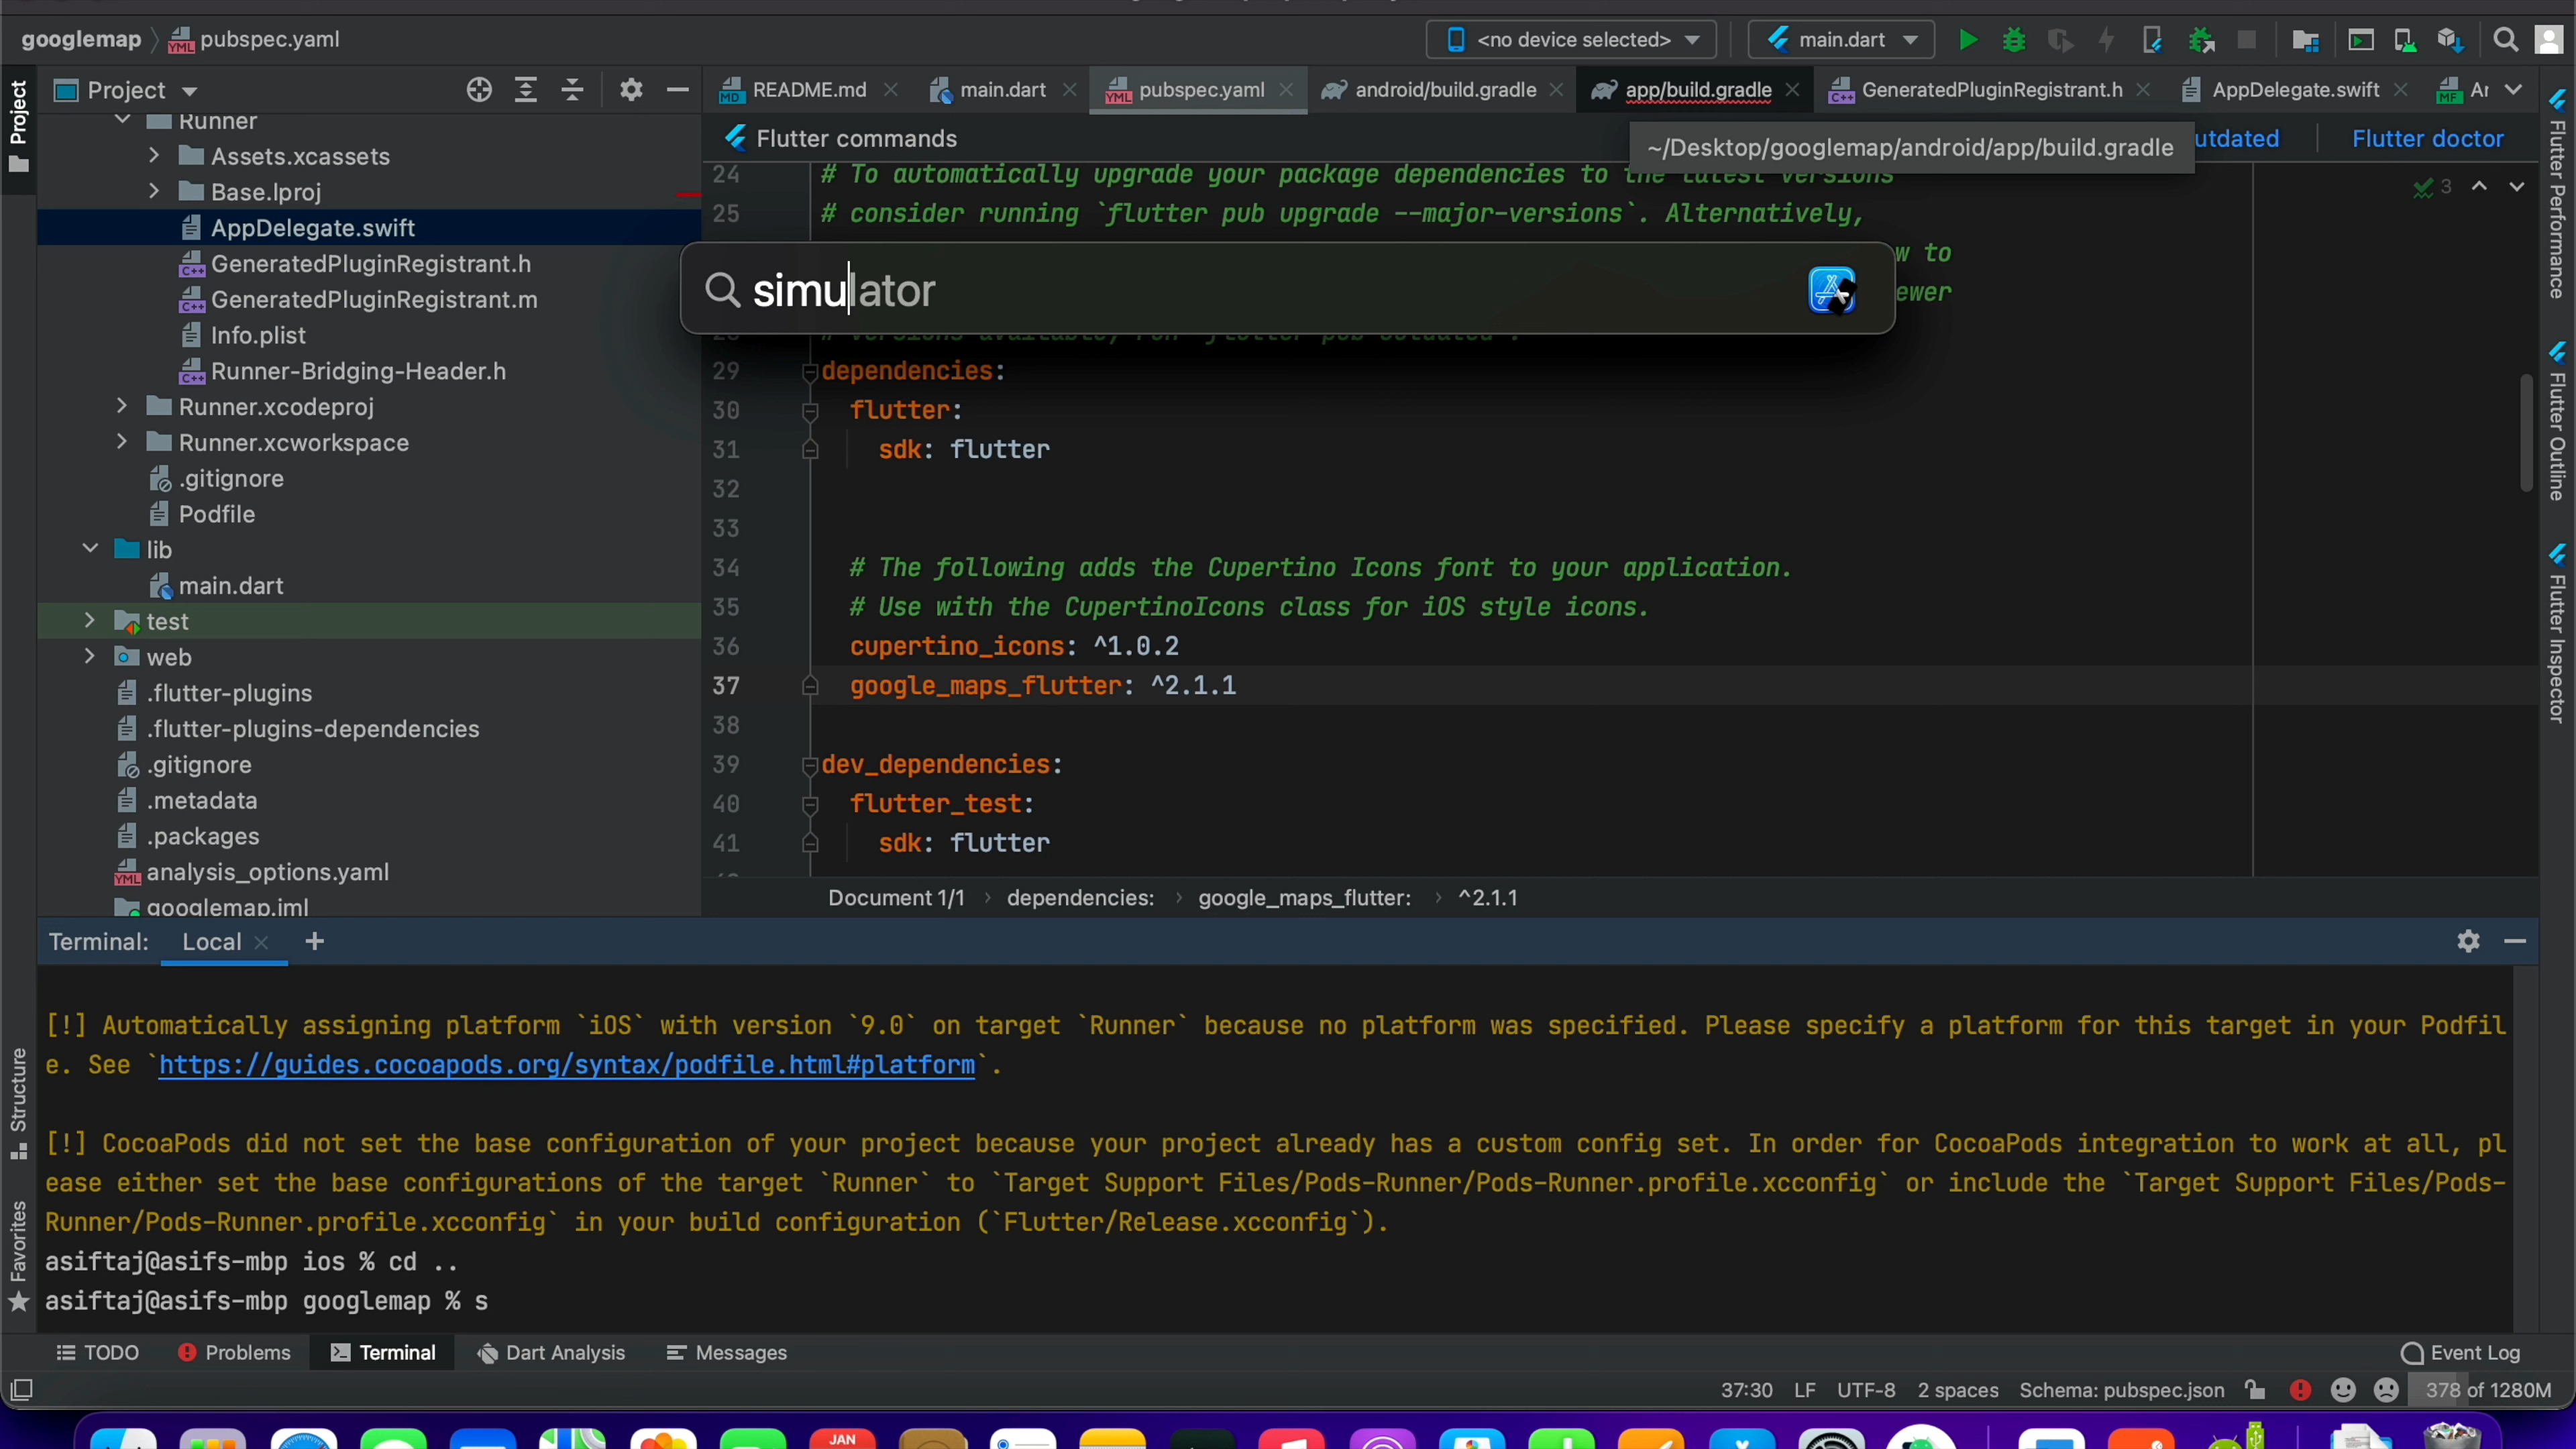 googlemap
pubspec.yaml
<no device selected>
main.dart
Project
Project
README.md
main.dart
pubspec.yaml
android/build.gradle
app/build.gradle
GeneratedPluginRegistrant.h
AppDelegate.swift
Flutter commands
~/Desktop/googlemap/android/app/build.gradle
utdated
Flutter doctor
Runner
Assets.xcassets
Base.lproj
AppDelegate.swift
GeneratedPluginRegistrant.h
GeneratedPluginRegistrant.m
Info.plist
Runner-Bridging-Header.h
Runner.xcodeproj
Runner.xcworkspace
.gitignore
Podfile
lib
main.dart
test
web
.flutter-plugins
.flutter-plugins-dependencies
.gitignore
.metadata
.packages
analysis_options.yaml
googlemap.iml
24 # To automatically upgrade your package dependencies to the latest versions
25 # consider running `flutter pub upgrade --major-versions`. Alternatively,
w to
simulator
ewer
29 dependencies:
30 flutter:
31 sdk: flutter
32
33
34 # The following adds the Cupertino Icons font to your application.
35 # Use with the CupertinoIcons class for iOS style icons.
36 cupertino_icons: ^1.0.2
37 google_maps_flutter: ^2.1.1
38
39 dev_dependencies:
40 flutter_test:
41 sdk: flutter
3
Document 1/1 › dependencies: › google_maps_flutter: › ^2.1.1
Flutter Performance
Flutter Outline
Flutter Inspector
Terminal: Local
[!] Automatically assigning platform `iOS` with version `9.0` on target `Runner` because no platform was specified. Please specify a platform for this target in your Podfil
e. See `https://guides.cocoapods.org/syntax/podfile.html#platform`.
[!] CocoaPods did not set the base configuration of your project because your project already has a custom config set. In order for CocoaPods integration to work at all, pl
ease either set the base configurations of the target `Runner` to `Target Support Files/Pods-Runner/Pods-Runner.profile.xcconfig` or include the `Target Support Files/Pods-
Runner/Pods-Runner.profile.xcconfig` in your build configuration (`Flutter/Release.xcconfig`).
asiftaj@asifs-mbp ios % cd ..
asiftaj@asifs-mbp googlemap % s
Structure
Favorites
TODO
Problems
Terminal
Dart Analysis
Messages
Event Log
37:30 LF UTF-8 2 spaces Schema: pubspec.json 378 of 1280M
JAN